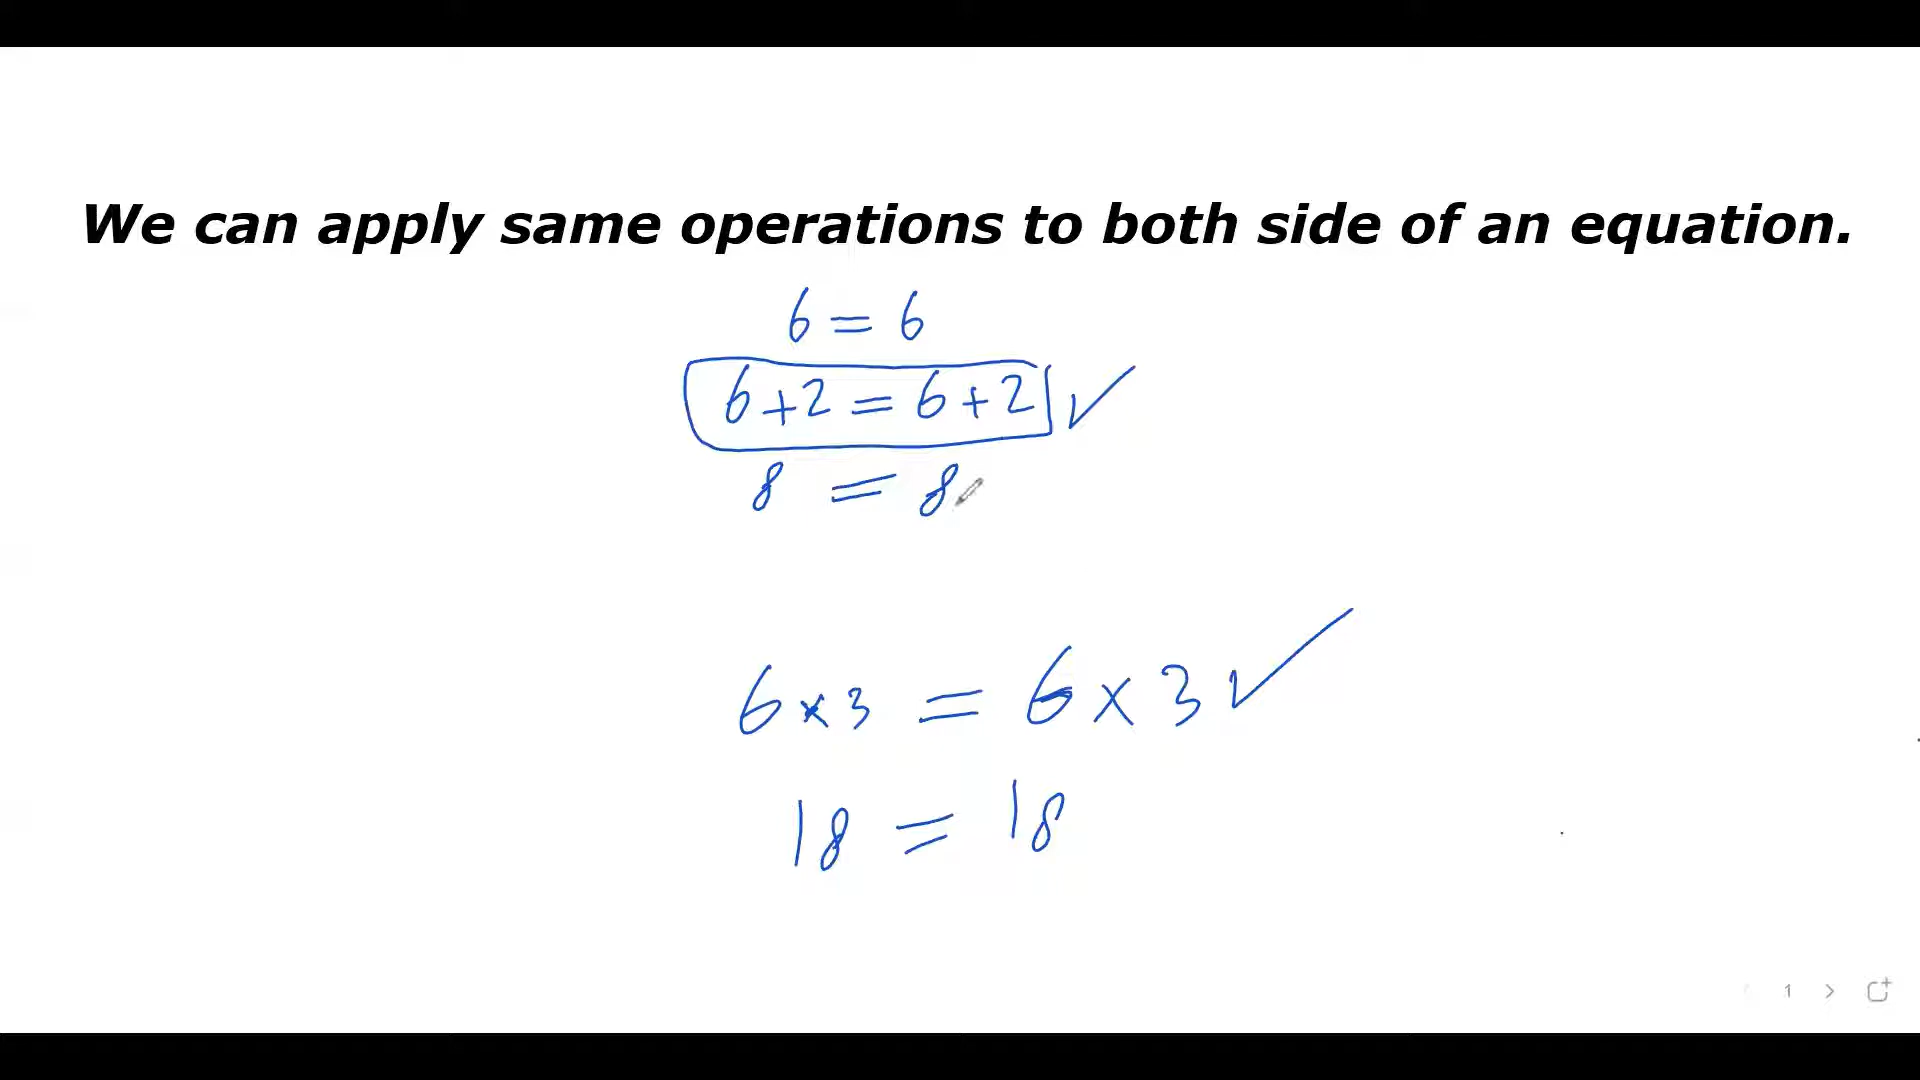 We can apply same operations to both side of an equation.
6 = 6
6+2 = 6+2 ✓
8 = 8
6 × 3 = 6 × 3 ✓
18 = 18
1